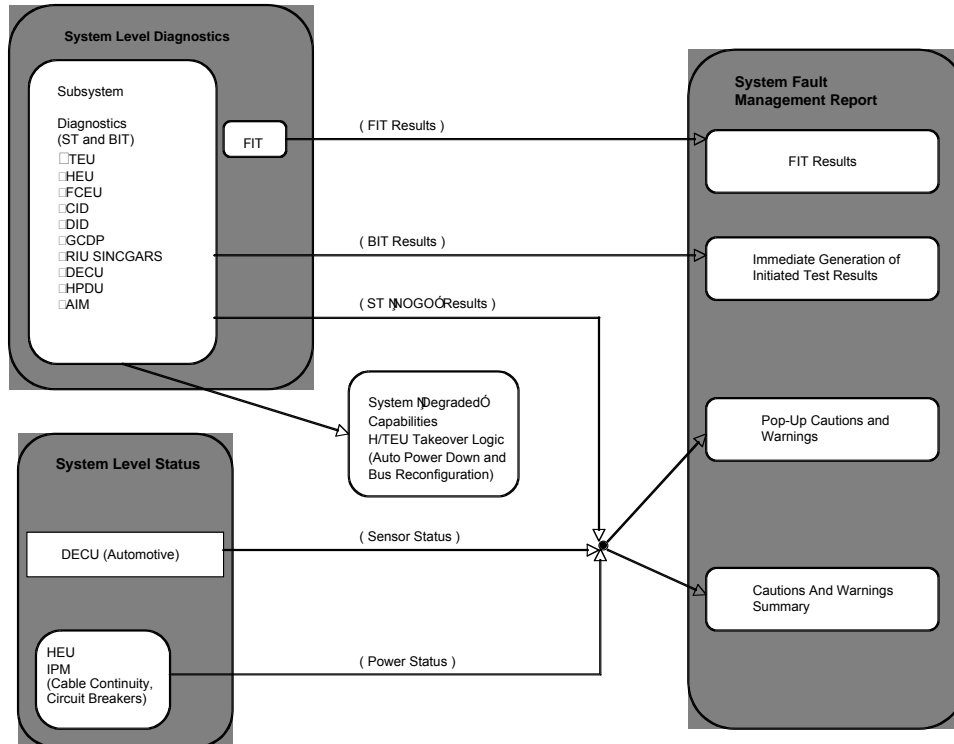 System Level Diagnostics
Subsystem
Diagnostics
(ST and BIT)
TEU
HEU
FCEU
CID
DID
GCDP
RIU SINCGARS
DECU
HPDU
AIM
FIT
( FIT Results )
( BIT Results )
( ST NOGOÓ Results )
System DegradedÓ
Capabilities
H/TEU Takeover Logic
(Auto Power Down and
Bus Reconfiguration)
System Level Status
DECU (Automotive)
( Sensor Status )
HEU
IPM
(Cable Continuity,
Circuit Breakers)
( Power Status )
System Fault
Management Report
FIT Results
Immediate Generation of
Initiated Test Results
Pop-Up Cautions and
Warnings
Cautions And Warnings
Summary